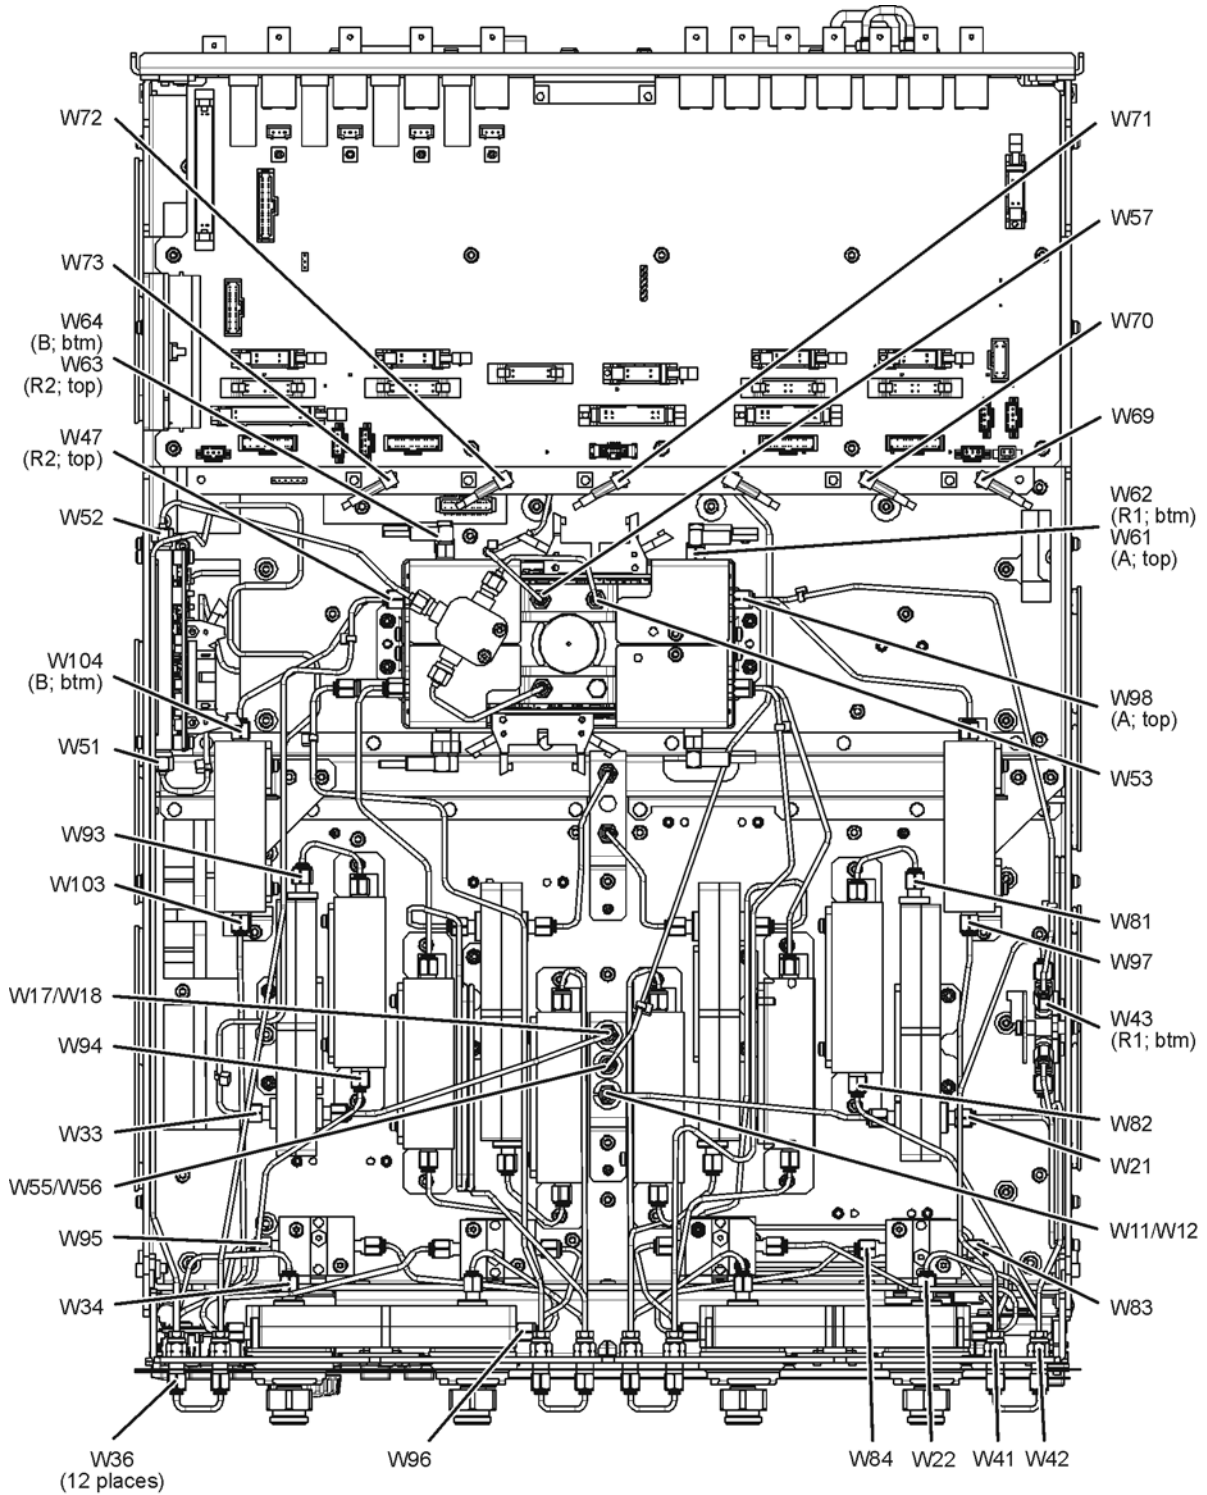 W72
W73
W64
(B; btm)
W63
(R2; top)
W47
(R2; top)
W52
W104
(B; btm)
W51
W93
W103
W17/W18
W94
W33
W55/W56
W95
W34
W36
(12 places)
W96
W71
W57
W70
W69
W62
(R1; btm)
W61
(A; top)
W98
(A; top)
W53
W81
W97
W43
(R1; btm)
W82
W21
W11/W12
W83
W84
W22
W41
W42